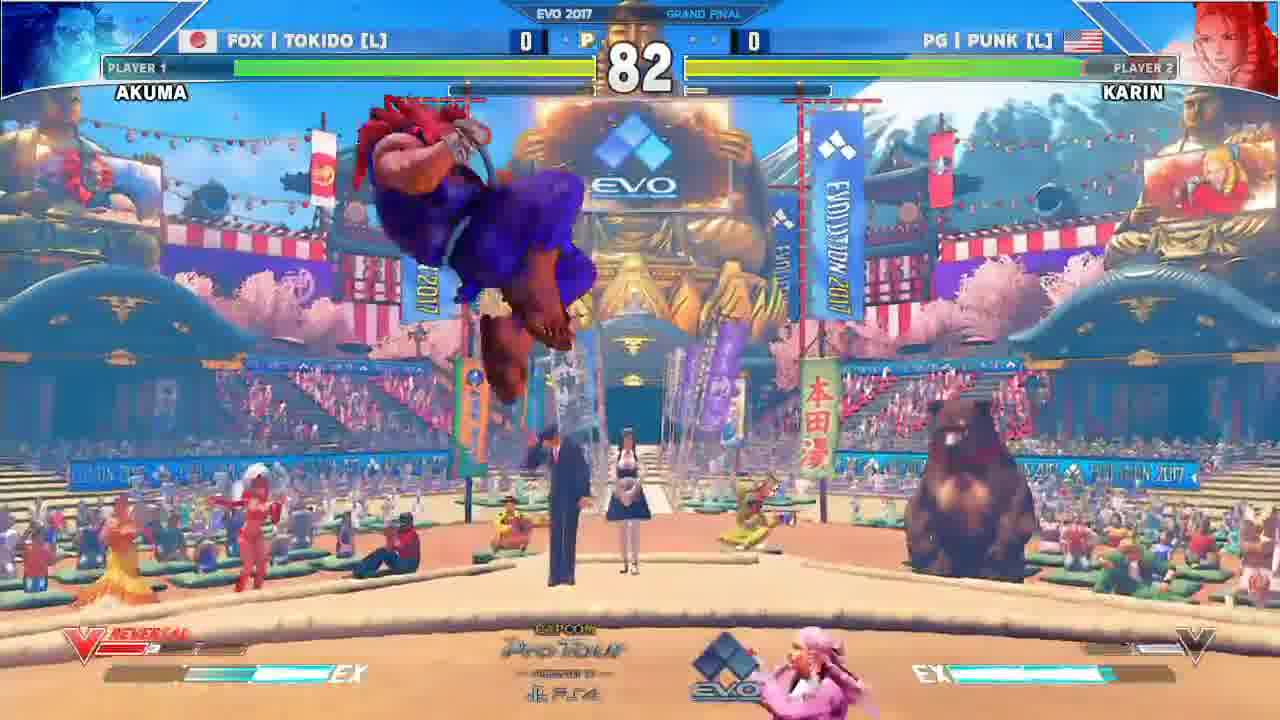 EVO 2017 GRAND FINAL
FOX | TOKIDO [L] 0 P 82 0 PG | PUNK [L]
PLAYER 1 PLAYER 2
AKUMA KARIN
EVO
EVOLUTION 2017
2017
本田湯
REVERSAL
EX EX
CAPCOM
Pro Tour
PS4
EVO